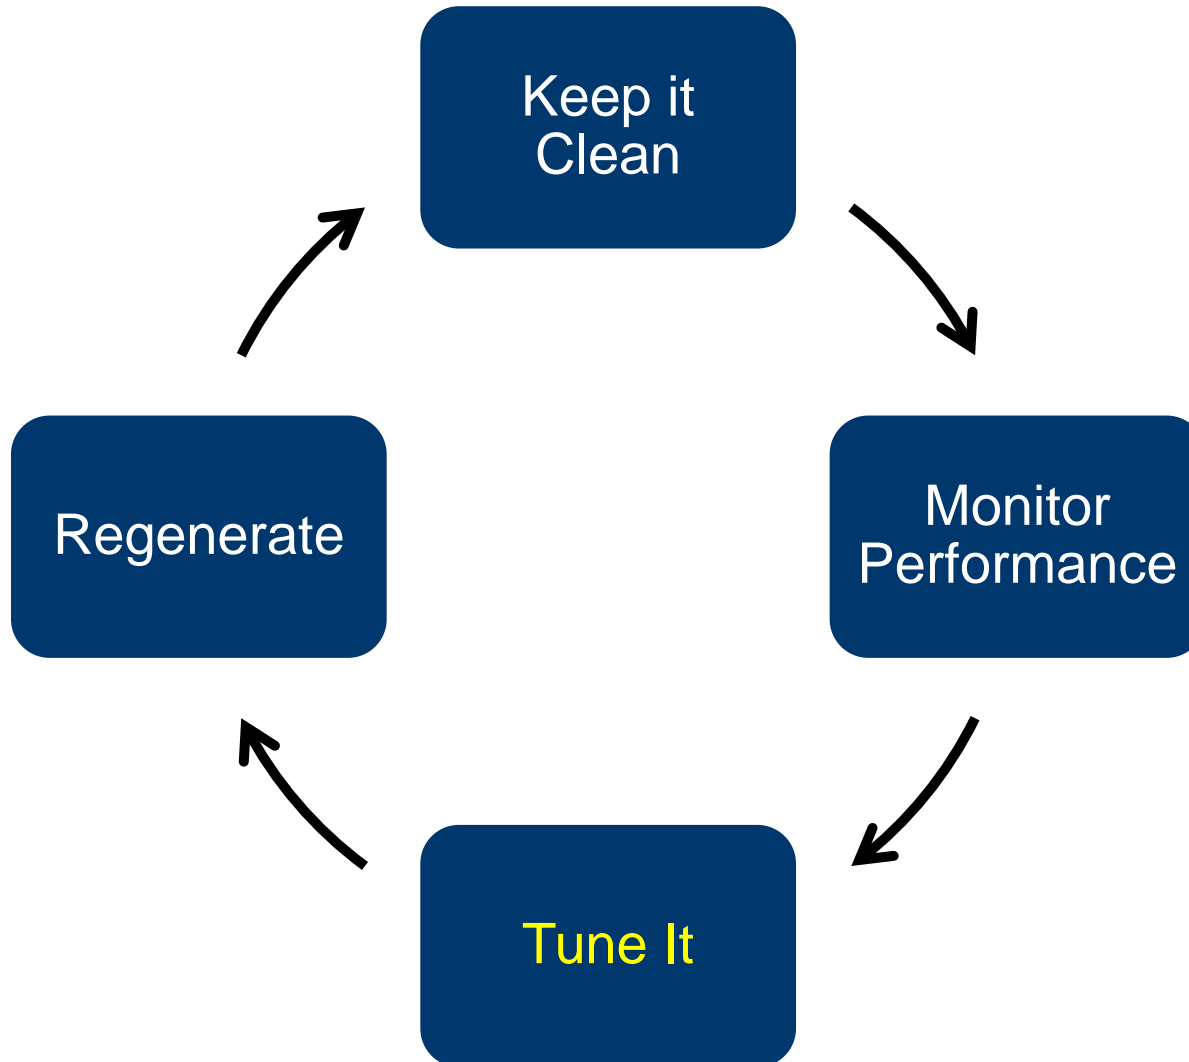 Keep it
Clean
Regenerate
Monitor
Performance
Tune It